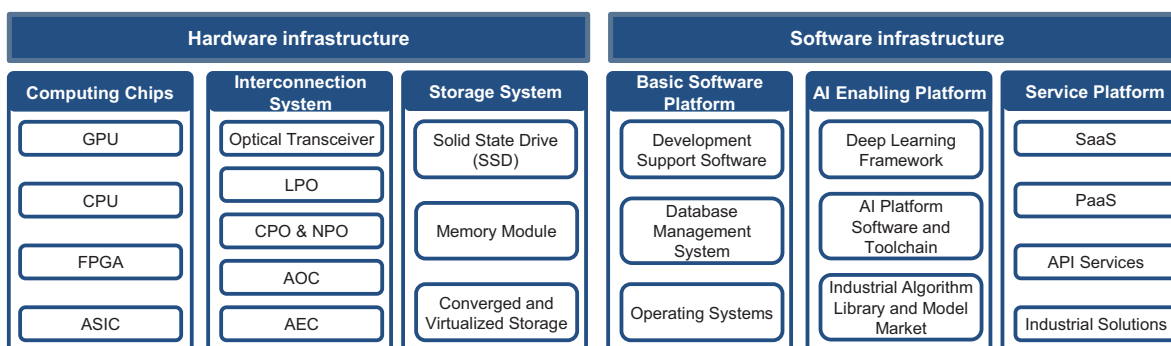 Hardware infrastructure
Software infrastructure
Computing Chips
GPU
CPU
FPGA
ASIC
Interconnection
System
Optical Transceiver
LPO
CPO & NPO
AOC
AEC
Storage System
Solid State Drive
(SSD)
Memory Module
Converged and
Virtualized Storage
Basic Software
Platform
Development
Support Software
Database
Management
System
Operating Systems
AI Enabling Platform
Deep Learning
Framework
AI Platform
Software and
Toolchain
Industrial Algorithm
Library and Model
Market
Service Platform
SaaS
PaaS
API Services
Industrial Solutions